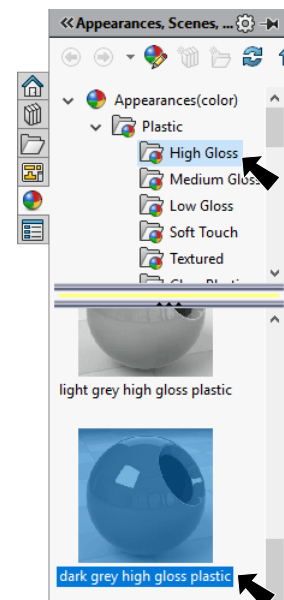 Appearances, Scenes, ...
Appearances(color)
Plastic
High Gloss
Medium Gloss
Low Gloss
Soft Touch
Textured
light grey high gloss plastic
dark grey high gloss plastic